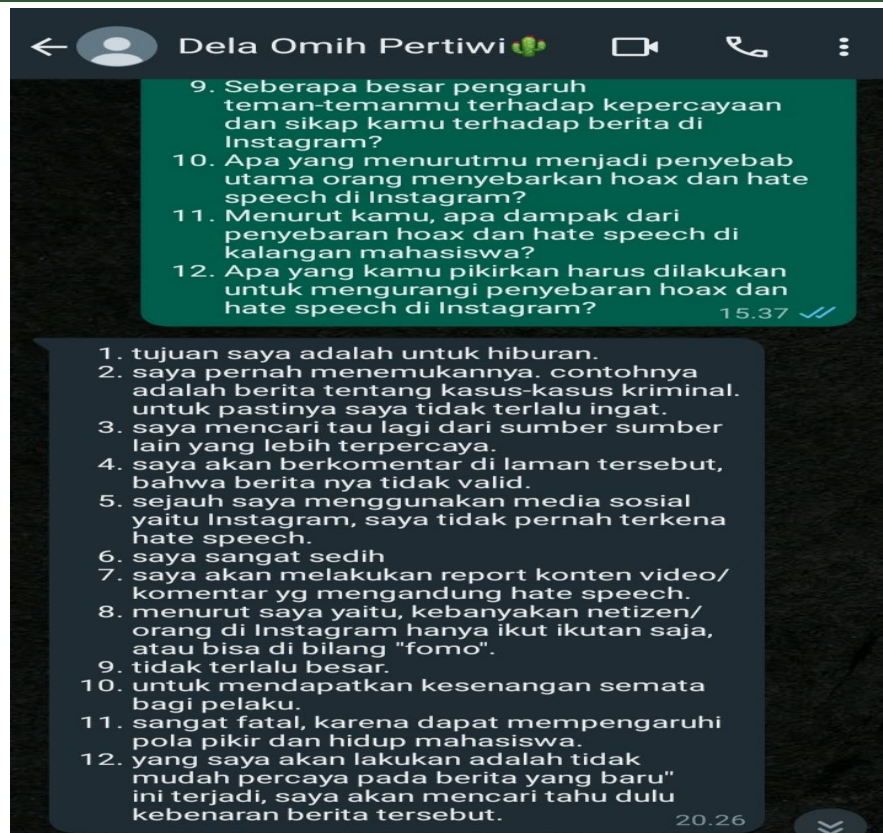 Dela Omih Pertiwi🌵
9. Seberapa besar pengaruh
teman-temanmu terhadap kepercayaan
dan sikap kamu terhadap berita di
Instagram?
10. Apa yang menurutmu menjadi penyebab
utama orang menyebarkan hoax dan hate
speech di Instagram?
11. Menurut kamu, apa dampak dari
penyebaran hoax dan hate speech di
kalangan mahasiswa?
12. Apa yang kamu pikirkan harus dilakukan
untuk mengurangi penyebaran hoax dan
hate speech di Instagram?
15.37
1. tujuan saya adalah untuk hiburan.
2. saya pernah menemukannya. contohnya
adalah berita tentang kasus-kasus kriminal.
untuk pastinya saya tidak terlalu ingat.
3. saya mencari tau lagi dari sumber sumber
lain yang lebih terpercaya.
4. saya akan berkomentar di laman tersebut,
bahwa berita nya tidak valid.
5. sejauh saya menggunakan media sosial
yaitu Instagram, saya tidak pernah terkena
hate speech.
6. saya sangat sedih
7. saya akan melakukan report konten video/
komentar yg mengandung hate speech.
8. menurut saya yaitu, kebanyakan netizen/
orang di Instagram hanya ikut ikutan saja,
atau bisa di bilang "fomo".
9. tidak terlalu besar.
10. untuk mendapatkan kesenangan semata
bagi pelaku.
11. sangat fatal, karena dapat mempengaruhi
pola pikir dan hidup mahasiswa.
12. yang saya akan lakukan adalah tidak
mudah percaya pada berita yang baru"
ini terjadi, saya akan mencari tahu dulu
kebenaran berita tersebut.
20.26